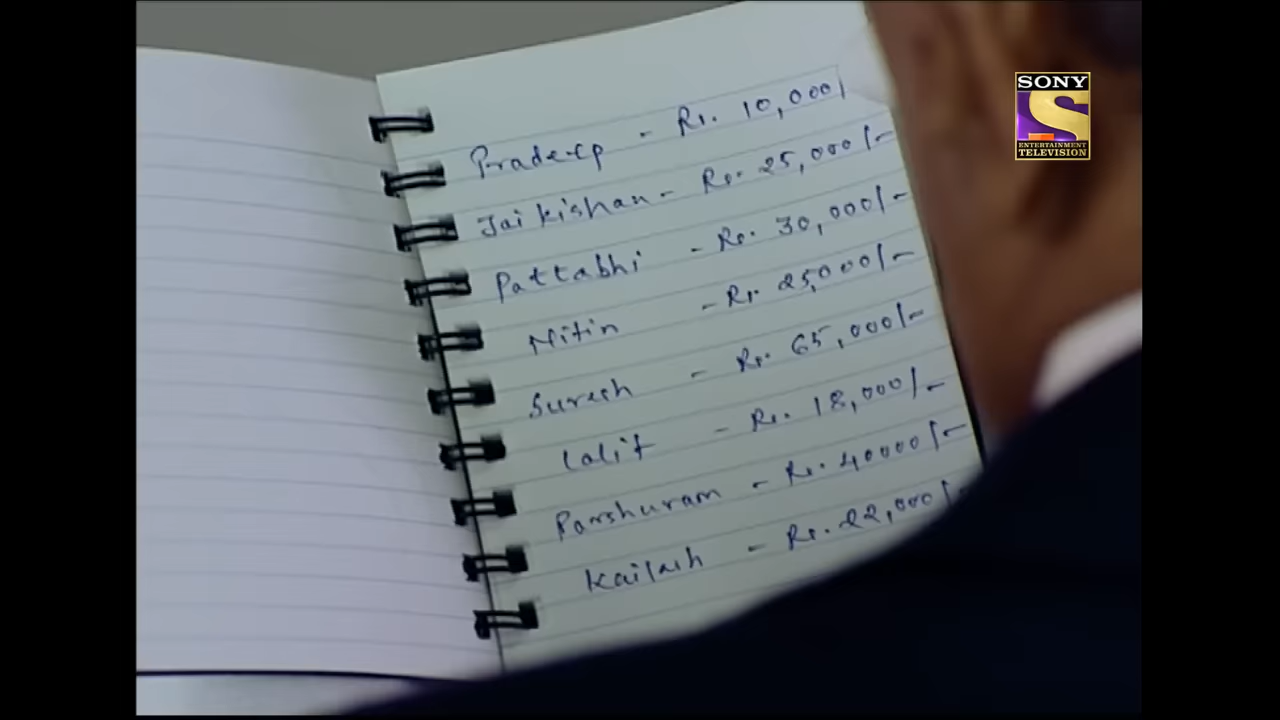 Pradeep - Rs. 10,000/
Jai kishan - Rs. 25,000/-
Pattabhi - Rs. 30,000/-
Nitin - Rs. 25,000/-
Suresh - Rs. 65,000/-
Lalit - Rs. 18,000/-
Parshuram - Rs. 40000/-
Kailash - Rs. 22,000/-
SONY
ENTERTAINMENT
TELEVISION